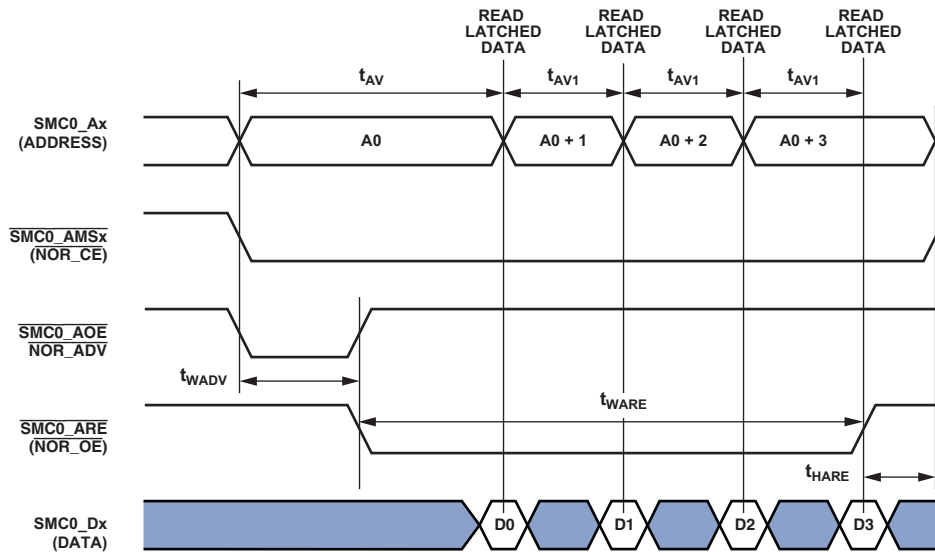 READ LATCHED DATA
READ LATCHED DATA
READ LATCHED DATA
READ LATCHED DATA
tAV
tAV1
tAV1
tAV1
SMC0_Ax
(ADDRESS)
A0
A0 + 1
A0 + 2
A0 + 3
SMC0_AMSx
(NOR_CE)
SMC0_AOE
NOR_ADV
tWADV
SMC0_ARE
(NOR_OE)
tWARE
tHARE
SMC0_Dx
(DATA)
D0
D1
D2
D3